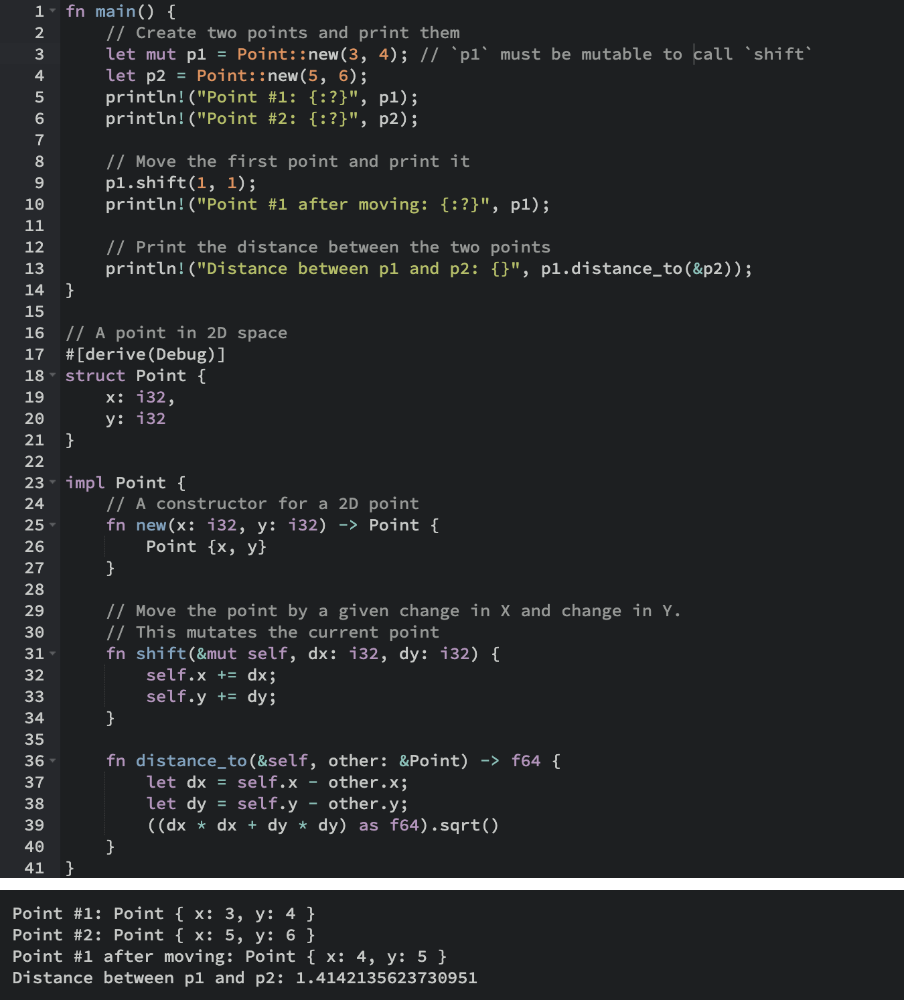 1 fn main() {
2     // Create two points and print them
3     let mut p1 = Point::new(3, 4); // `p1` must be mutable to call `shift`
4     let p2 = Point::new(5, 6);
5     println!("Point #1: {:?}", p1);
6     println!("Point #2: {:?}", p2);
7
8     // Move the first point and print it
9     p1.shift(1, 1);
10     println!("Point #1 after moving: {:?}", p1);
11
12     // Print the distance between the two points
13     println!("Distance between p1 and p2: {}", p1.distance_to(&p2));
14 }
15
16 // A point in 2D space
17 #[derive(Debug)]
18 struct Point {
19     x: i32,
20     y: i32
21 }
22
23 impl Point {
24     // A constructor for a 2D point
25     fn new(x: i32, y: i32) -> Point {
26         Point {x, y}
27     }
28
29     // Move the point by a given change in X and change in Y.
30     // This mutates the current point
31     fn shift(&mut self, dx: i32, dy: i32) {
32         self.x += dx;
33         self.y += dy;
34     }
35
36     fn distance_to(&self, other: &Point) -> f64 {
37         let dx = self.x - other.x;
38         let dy = self.y - other.y;
39         ((dx * dx + dy * dy) as f64).sqrt()
40     }
41 }
Point #1: Point { x: 3, y: 4 }
Point #2: Point { x: 5, y: 6 }
Point #1 after moving: Point { x: 4, y: 5 }
Distance between p1 and p2: 1.4142135623730951